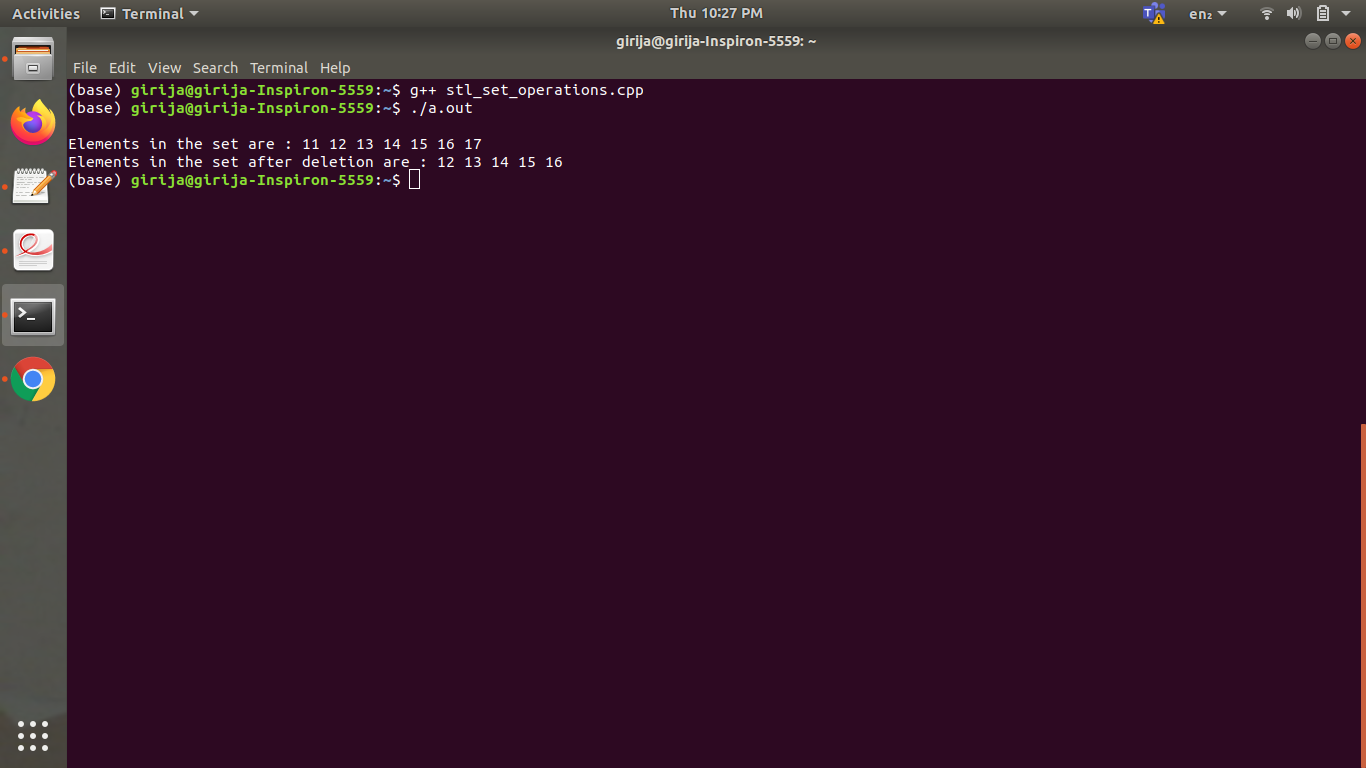 Activities Terminal Thu 10:27 PM en₂
girija@girija-Inspiron-5559: ~
File Edit View Search Terminal Help
(base) girija@girija-Inspiron-5559:~$ g++ stl_set_operations.cpp
(base) girija@girija-Inspiron-5559:~$ ./a.out
Elements in the set are : 11 12 13 14 15 16 17
Elements in the set after deletion are : 12 13 14 15 16
(base) girija@girija-Inspiron-5559:~$